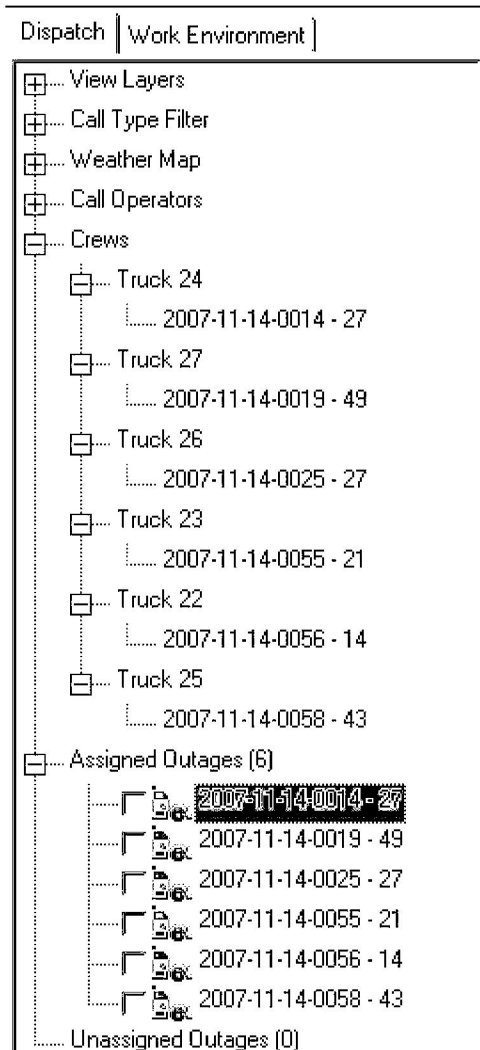 Dispatch Work Environment
View Layers
Call Type Filter
Weather Map
Call Operators
Crews
Truck 24
2007-11-14-0014 - 27
Truck 27
2007-11-14-0019 - 49
Truck 26
2007-11-14-0025 - 27
Truck 23
2007-11-14-0055 - 21
Truck 22
2007-11-14-0056 - 14
Truck 25
2007-11-14-0058 - 43
Assigned Outages (6)
2007-11-14-0014 - 27
2007-11-14-0019 - 49
2007-11-14-0025 - 27
2007-11-14-0055 - 21
2007-11-14-0056 - 14
2007-11-14-0058 - 43
Unassigned Outages (0)